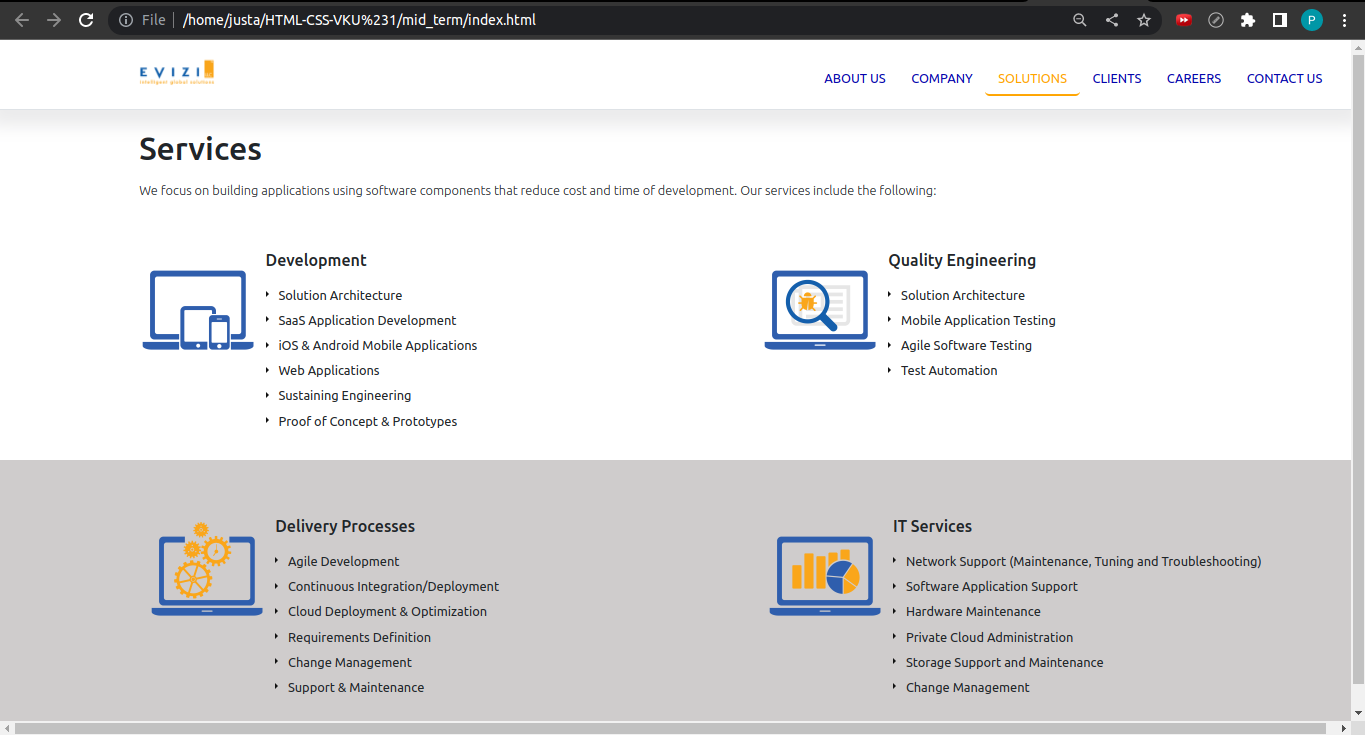 File /home/justa/HTML-CSS-VKU%231/mid_term/index.html
P
EVIZI
intelligent global solutions
ABOUT US COMPANY SOLUTIONS CLIENTS CAREERS CONTACT US
Services
We focus on building applications using software components that reduce cost and time of development. Our services include the following:
Development
Solution Architecture
SaaS Application Development
iOS & Android Mobile Applications
Web Applications
Sustaining Engineering
Proof of Concept & Prototypes
Quality Engineering
Solution Architecture
Mobile Application Testing
Agile Software Testing
Test Automation
Delivery Processes
Agile Development
Continuous Integration/Deployment
Cloud Deployment & Optimization
Requirements Definition
Change Management
Support & Maintenance
IT Services
Network Support (Maintenance, Tuning and Troubleshooting)
Software Application Support
Hardware Maintenance
Private Cloud Administration
Storage Support and Maintenance
Change Management